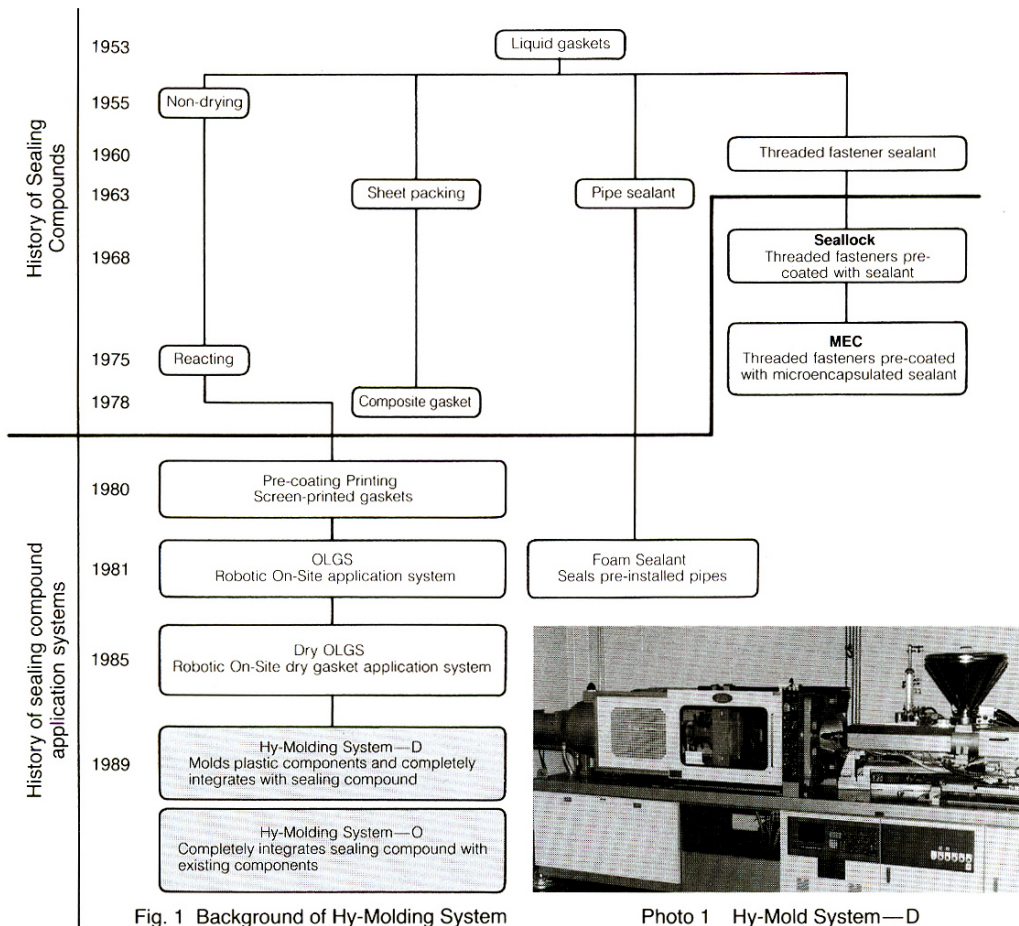 History of Sealing
Compounds
1953
Liquid gaskets
1955
Non-drying
1960
Threaded fastener sealant
1963
Sheet packing
Pipe sealant
1968
Seallock
Threaded fasteners pre-
coated with sealant
1975
Reacting
MEC
Threaded fasteners pre-coated
with microencapsulated sealant
1978
Composite gasket
History of sealing compound
application systems
1980
Pre-coating Printing
Screen-printed gaskets
1981
OLGS
Robotic On-Site application system
Foam Sealant
Seals pre-installed pipes
1985
Dry OLGS
Robotic On-Site dry gasket application system
1989
Hy-Molding System—D
Molds plastic components and completely
integrates with sealing compound
Hy-Molding System—O
Completely integrates sealing compound with
existing components
Fig. 1 Background of Hy-Molding System
Photo 1 Hy-Mold System—D